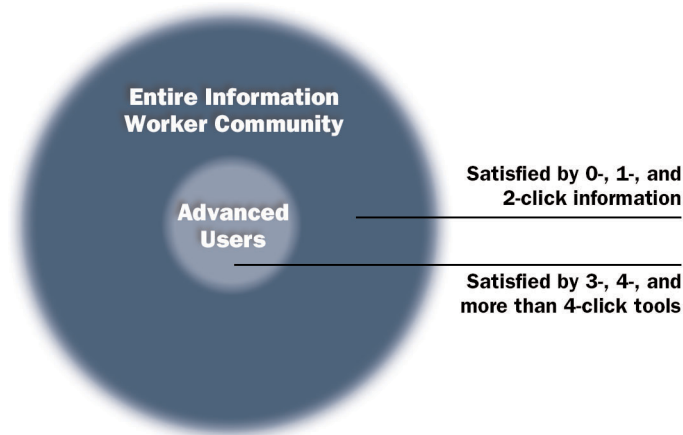 Entire Information
Worker Community
Advanced
Users
Satisfied by 0-, 1-, and
2-click information
Satisfied by 3-, 4-, and
more than 4-click tools